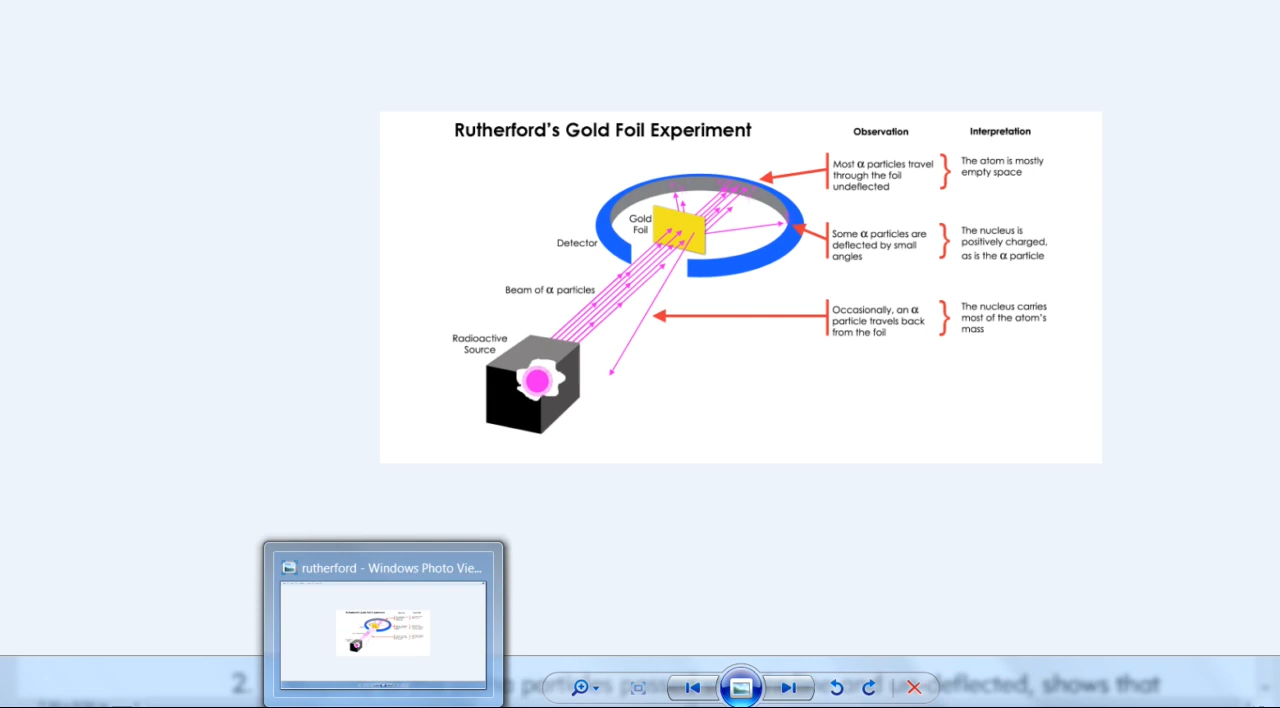 Rutherford's Gold Foil Experiment
Observation
Interpretation
Most α particles travel
through the foil
undeflected
The atom is mostly
empty space
Some α particles are
deflected by small
angles
The nucleus is
positively charged,
as is the α particle
Occasionally, an α
particle travels back
from the foil
The nucleus carries
most of the atom's
mass
Gold
Foil
Detector
Beam of α particles
Radioactive
Source
rutherford - Windows Photo Vie...
2. particles deflected, shows that